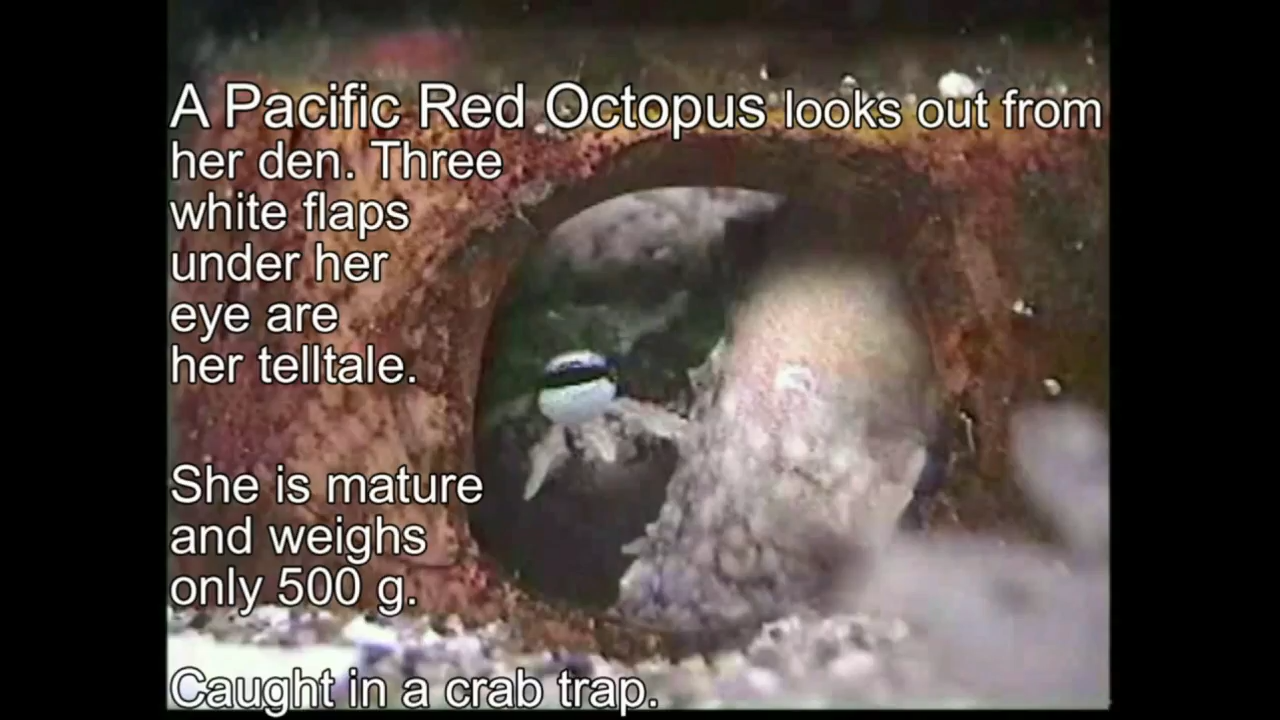 A Pacific Red Octopus looks out from
her den. Three
white flaps
under her
eye are
her telltale.
She is mature
and weighs
only 500 g.
Caught in a crab trap.